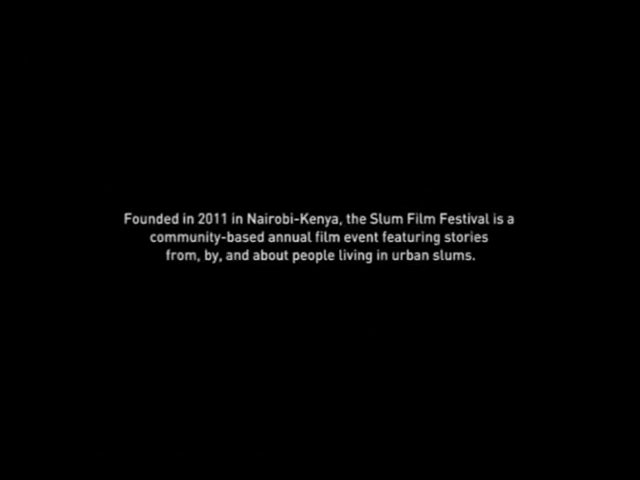 Founded in 2011 in Nairobi-Kenya, the Slum Film Festival is a
community-based annual film event featuring stories
from, by, and about people living in urban slums.